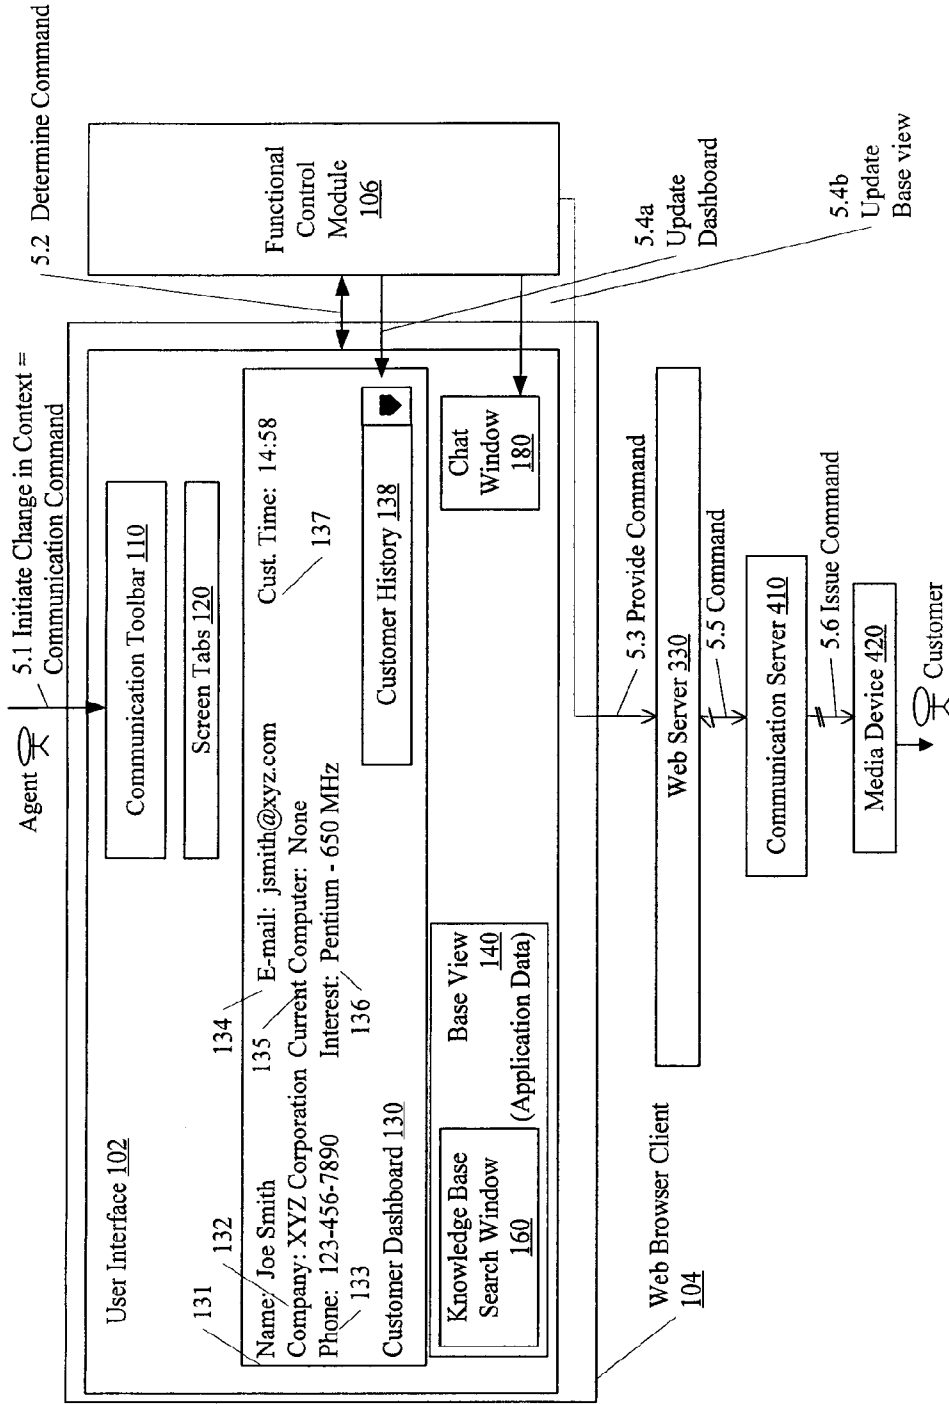 Agent
5.1 Initiate Change in Context =
Communication Command
5.2 Determine Command
User Interface 102
Communication Toolbar 110
Screen Tabs 120
131
132
134
135
Name: Joe Smith
E-mail: jsmith@xyz.com
Cust. Time: 14:58
Company: XYZ Corporation
Current Computer: None
137
Phone: 123-456-7890
Interest: Pentium - 650 MHz
133
136
Customer Dashboard 130
Customer History 138
Functional
Control
Module
106
Knowledge Base
Search Window
160
Base View
140
(Application Data)
Chat
Window
180
5.4a
Update
Dashboard
5.4b
Update
Base view
Web Browser Client
104
5.3 Provide Command
Web Server 330
5.5 Command
Communication Server 410
5.6 Issue Command
Media Device 420
Customer